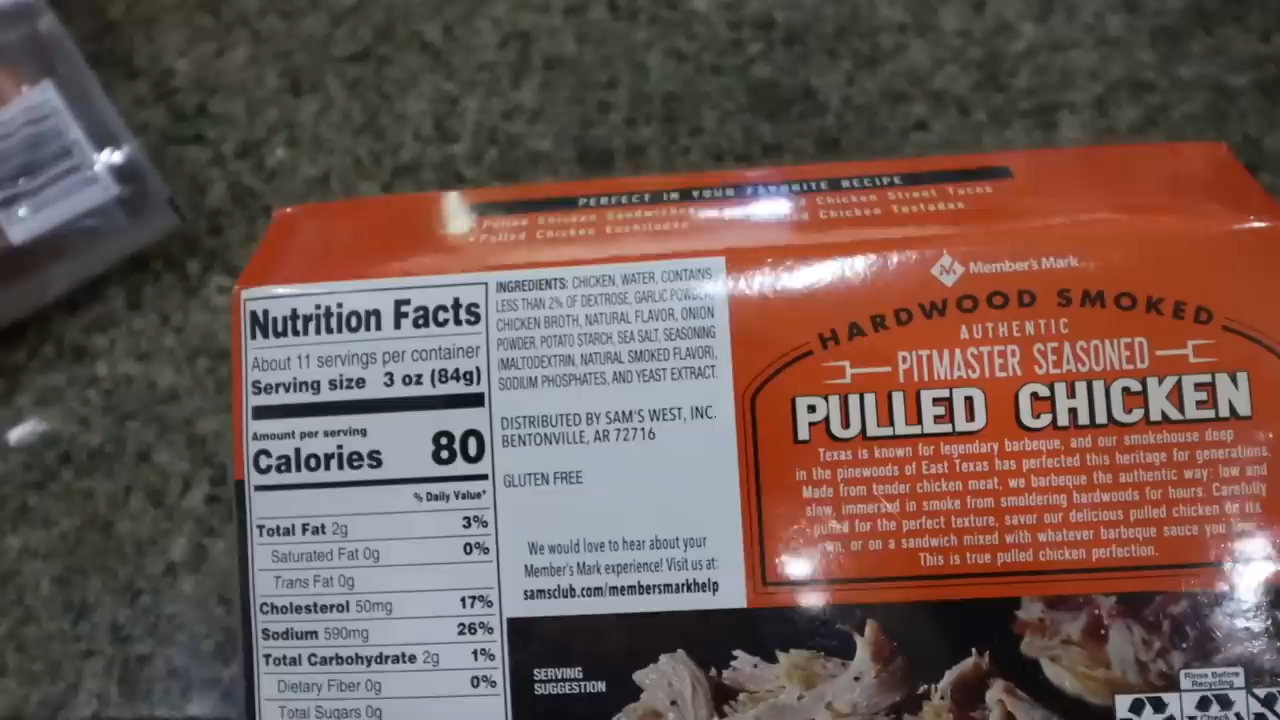 PERFECT IN YOUR FAVORITE RECIPE
Pulled Chicken Sandwiches Chicken Street Tacos
•Pulled Chicken Enchiladas Chicken Tostadas
Nutrition Facts
About 11 servings per container
Serving size 3 oz (84g)
Amount per serving
Calories 80
% Daily Value*
Total Fat 2g 3%
Saturated Fat 0g 0%
Trans Fat 0g
Cholesterol 50mg 17%
Sodium 590mg 26%
Total Carbohydrate 2g 1%
Dietary Fiber 0g 0%
Total Sugars 0g
INGREDIENTS: CHICKEN, WATER, CONTAINS
LESS THAN 2% OF DEXTROSE, GARLIC POWDER,
CHICKEN BROTH, NATURAL FLAVOR, ONION
POWDER, POTATO STARCH, SEA SALT, SEASONING
(MALTODEXTRIN, NATURAL SMOKED FLAVOR),
SODIUM PHOSPHATES, AND YEAST EXTRACT.
DISTRIBUTED BY SAM'S WEST, INC.
BENTONVILLE, AR 72716
GLUTEN FREE
We would love to hear about your
Member's Mark experience! Visit us at:
samsclub.com/membersmarkhelp
Member's Mark
HARDWOOD SMOKED
AUTHENTIC
PITMASTER SEASONED
PULLED CHICKEN
Texas is known for legendary barbeque, and our smokehouse deep
in the pinewoods of East Texas has perfected this heritage for generations.
Made from tender chicken meat, we barbeque the authentic way: low and
slow, immersed in smoke from smoldering hardwoods for hours. Carefully
pulled for the perfect texture, savor our delicious pulled chicken on its
own, or on a sandwich mixed with whatever barbeque sauce you
This is true pulled chicken perfection.
SERVING
SUGGESTION
Rinse Before
Recycling